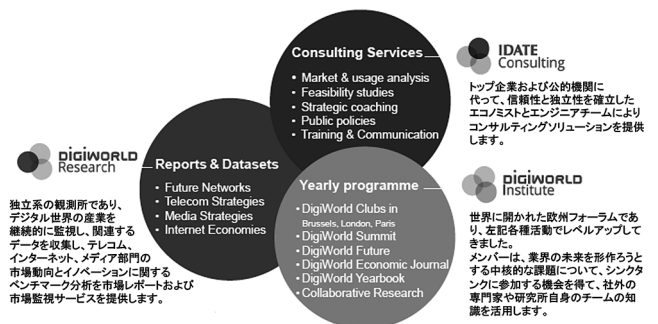 Consulting Services
• Market & usage analysis
• Feasibility studies
• Strategic coaching
• Public policies
• Training & Communication
IDATE
Consulting
トップ企業および公的機関に
代って、信頼性と独立性を確立した
エコノミストとエンジニアチームにより
コンサルティングソリューションを提供
します。
DigiWORLD
Research
独立系の観測所であり、
デジタル世界の産業を
継続的に監視し、関連する
データを収集し、テレコム、
インターネット、メディア部門の
市場動向とイノベーションに関する
ベンチマーク分析を市場レポートおよび
市場監視サービスを提供します。
Reports & Datasets
• Future Networks
• Telecom Strategies
• Media Strategies
• Internet Economies
Yearly programme
• DigiWorld Clubs in
Brussels, London, Paris
• DigiWorld Summit
• DigiWorld Future
• DigiWorld Economic Journal
• DigiWorld Yearbook
• Collaborative Research
DigiWORLD
Institute
世界に開かれた欧州フォーラムであ
り、左記各種活動でレベルアップして
きました。
メンバーは、業界の未来を形作ろうと
する中核的な課題について、シンクタ
ンクに参加する機会を得て、社外の
専門家や研究所自身のチームの知
識を活用します。